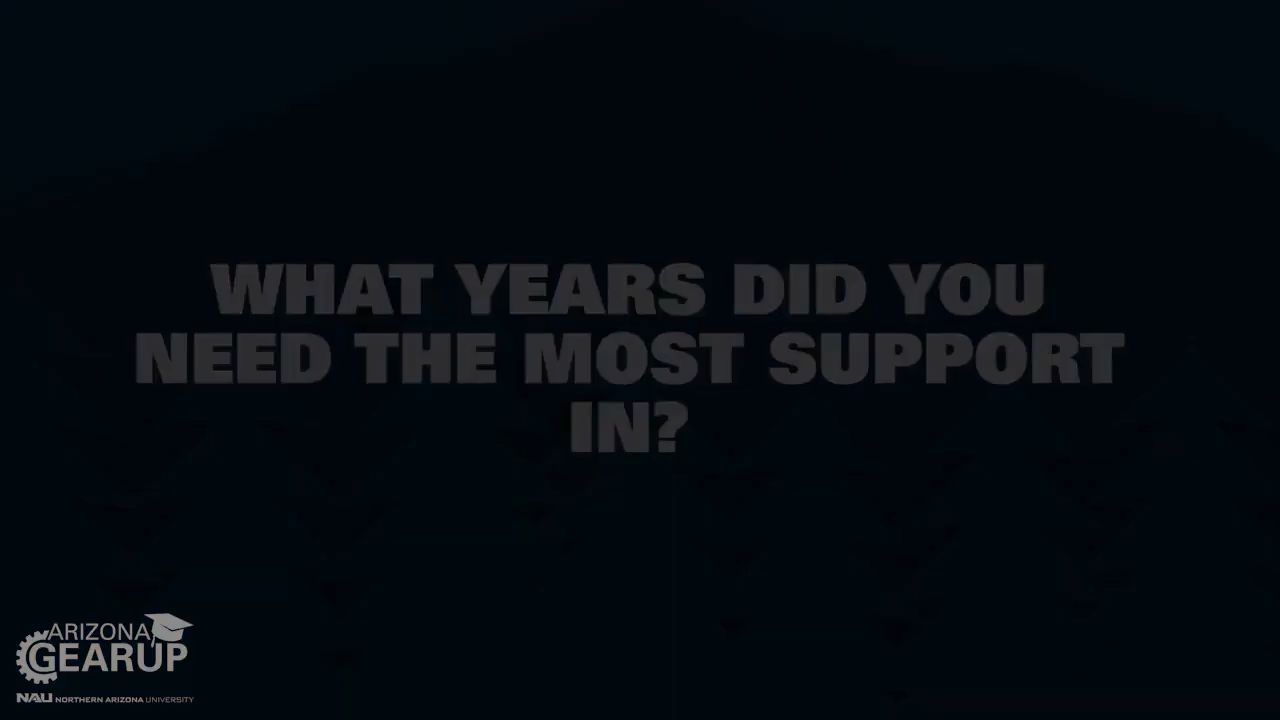 WHAT YEARS DID YOU
NEED THE MOST SUPPORT
IN?
ARIZONA
GEARUP
NAU NORTHERN ARIZONA UNIVERSITY